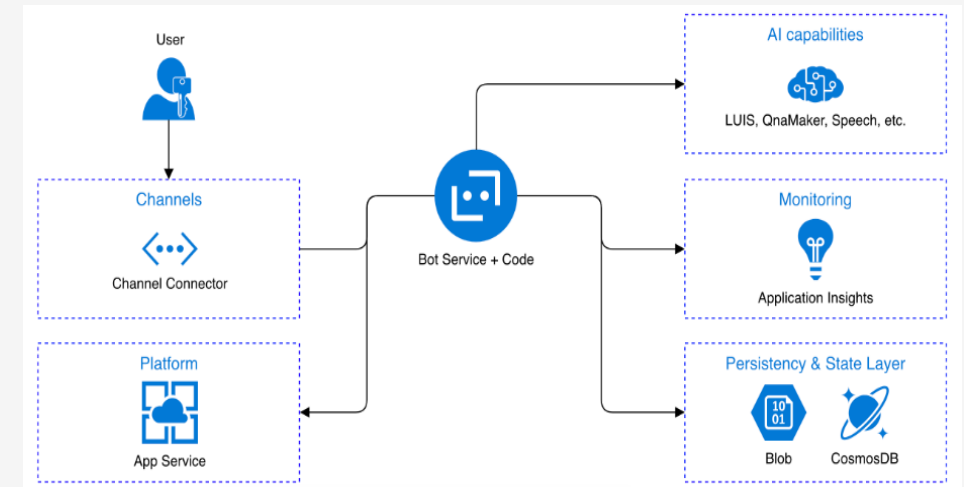 User
Channels
Channel Connector
Platform
App Service
Bot Service + Code
AI capabilities
LUIS, QnaMaker, Speech, etc.
Monitoring
Application Insights
Persistency & State Layer
10
01
Blob
CosmosDB